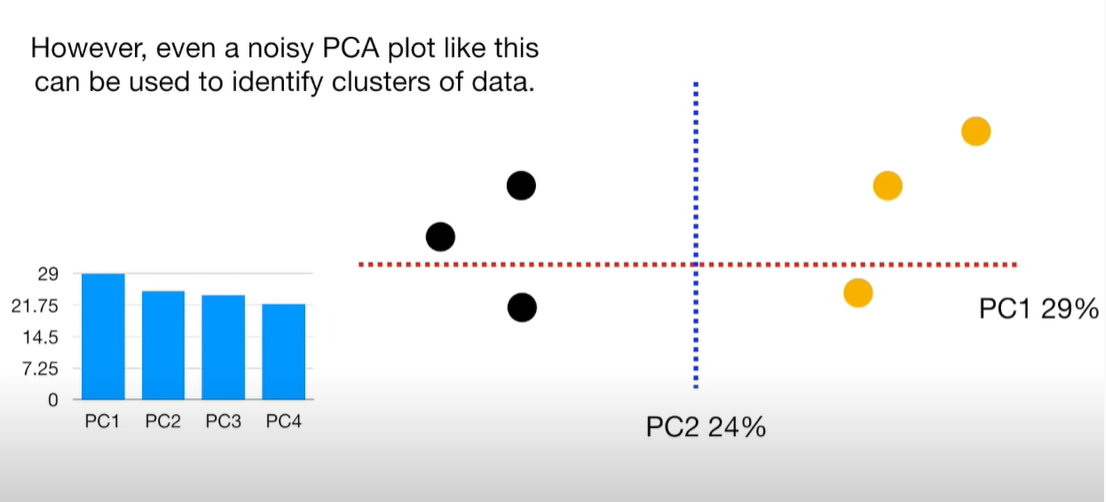 However, even a noisy PCA plot like this
can be used to identify clusters of data.
29
21.75
14.5
7.25
0
PC1 PC2 PC3 PC4
PC1 29%
PC2 24%